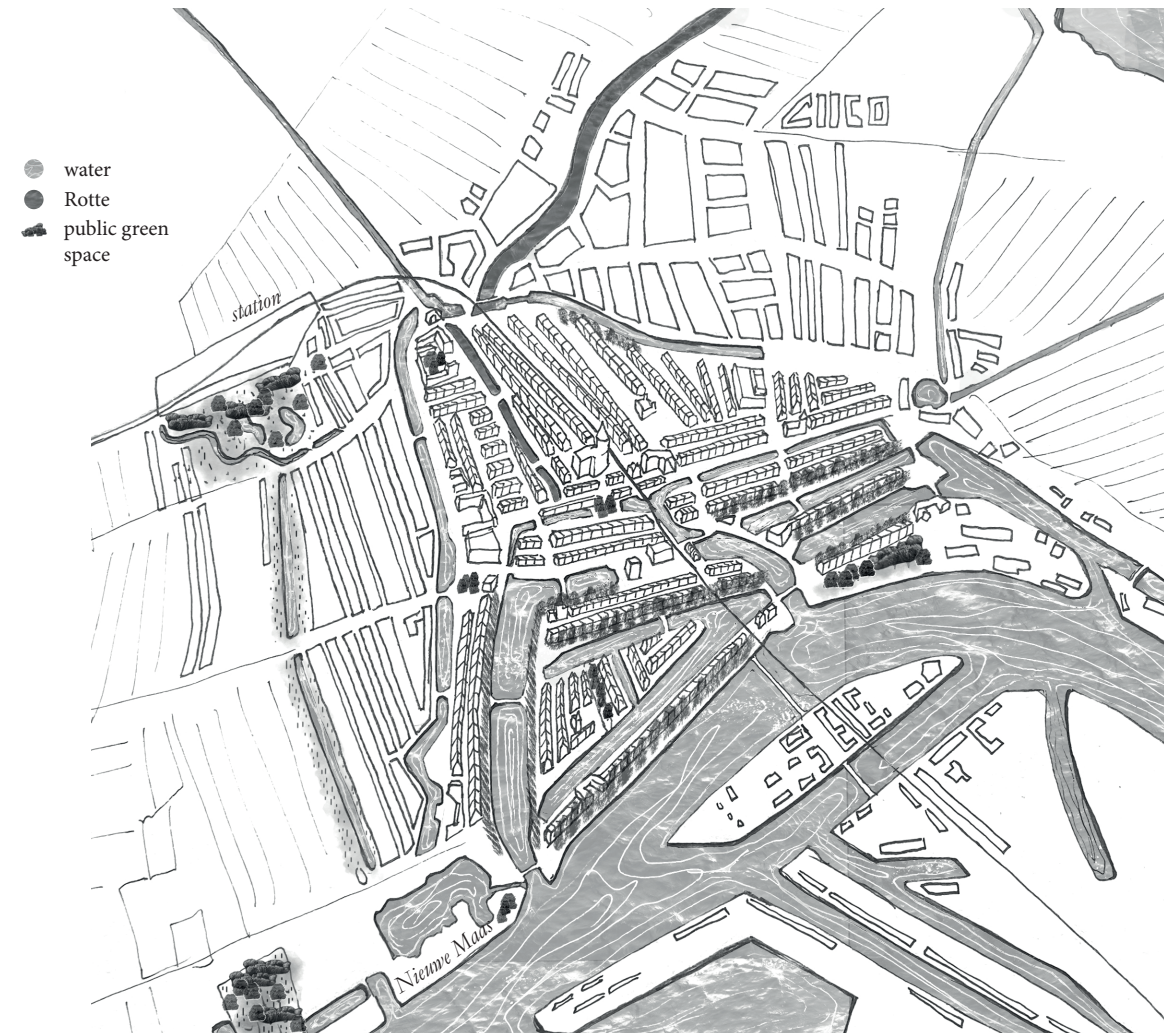 water
Rotte
public green
space
station
Nieuwe Maas